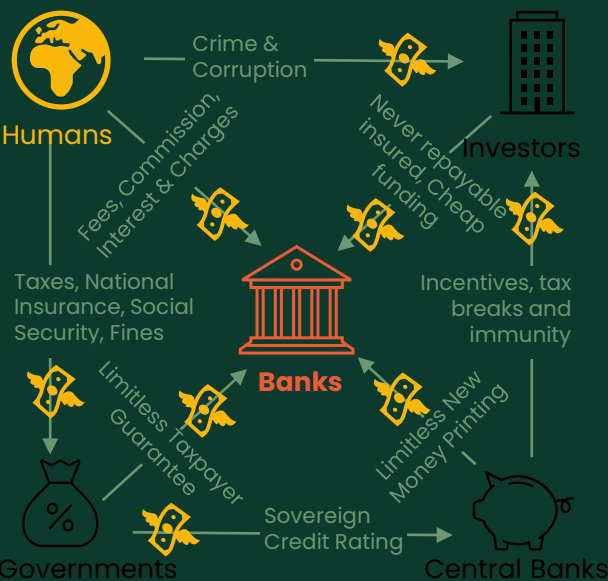 Crime &
Corruption
Humans
Investors
Fees, Commission,
Interest & Charges
Never repayable
insured, Cheap
funding
Taxes, National
Insurance, Social
Security, Fines
Incentives, tax
breaks and
immunity
Banks
Limitless Taxpayer
Guarantee
Limitless New
Money Printing
%
Sovereign
Credit Rating
Governments
Central Banks